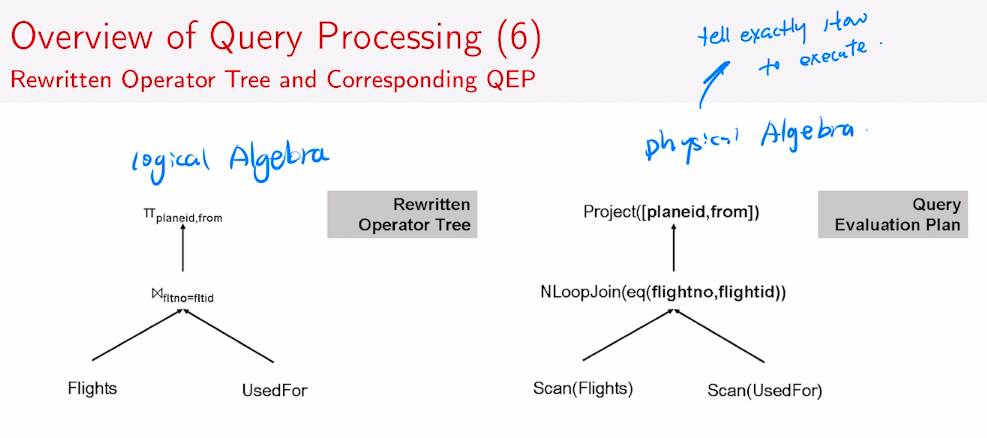 Overview of Query Processing (6)
Rewritten Operator Tree and Corresponding QEP
tell exactly How
to execute.
logical Algebra
physical Algebra.
π planeid,from
Rewritten
Operator Tree
Project([planeid,from])
Query
Evaluation Plan
⋈ fltno=fltid
NLoopJoin(eq(flightno,flightid))
Flights
UsedFor
Scan(Flights)
Scan(UsedFor)